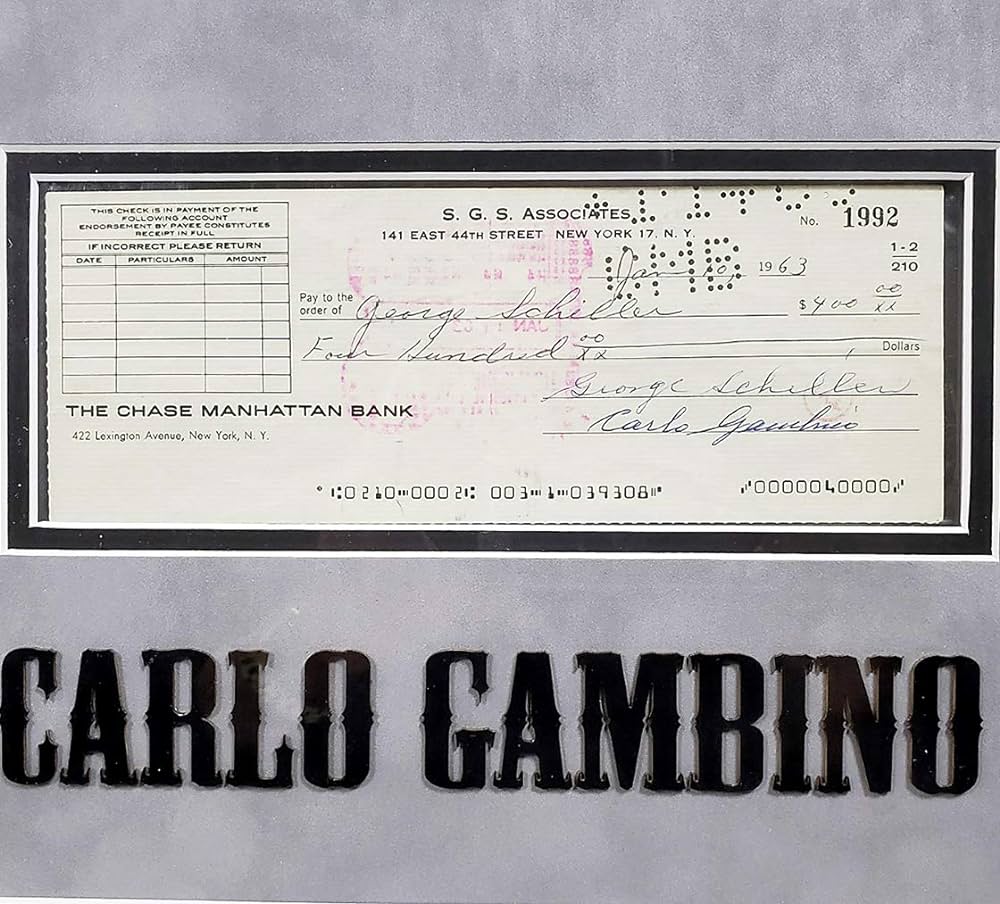 THIS CHECK IS IN PAYMENT OF THE
FOLLOWING ACCOUNT
ENDORSEMENT BY PAYEE CONSTITUTES
RECEIPT IN FULL
IF INCORRECT PLEASE RETURN
DATE PARTICULARS AMOUNT
S. G. S. ASSOCIATES
141 EAST 44TH STREET NEW YORK 17, N. Y.
No. 1992
1-2
210
Jan 10, 1963
CMB
Pay to the
order of George Schiller $400 00/xx
Four Hundred 00/xx Dollars
George Schiller
Carlo Gambino
THE CHASE MANHATTAN BANK
422 Lexington Avenue, New York, N. Y.
⑆0210⑉0002⑆ 003⑉1⑉039308⑈ ⑇0000040000⑇
CARLO GAMBINO